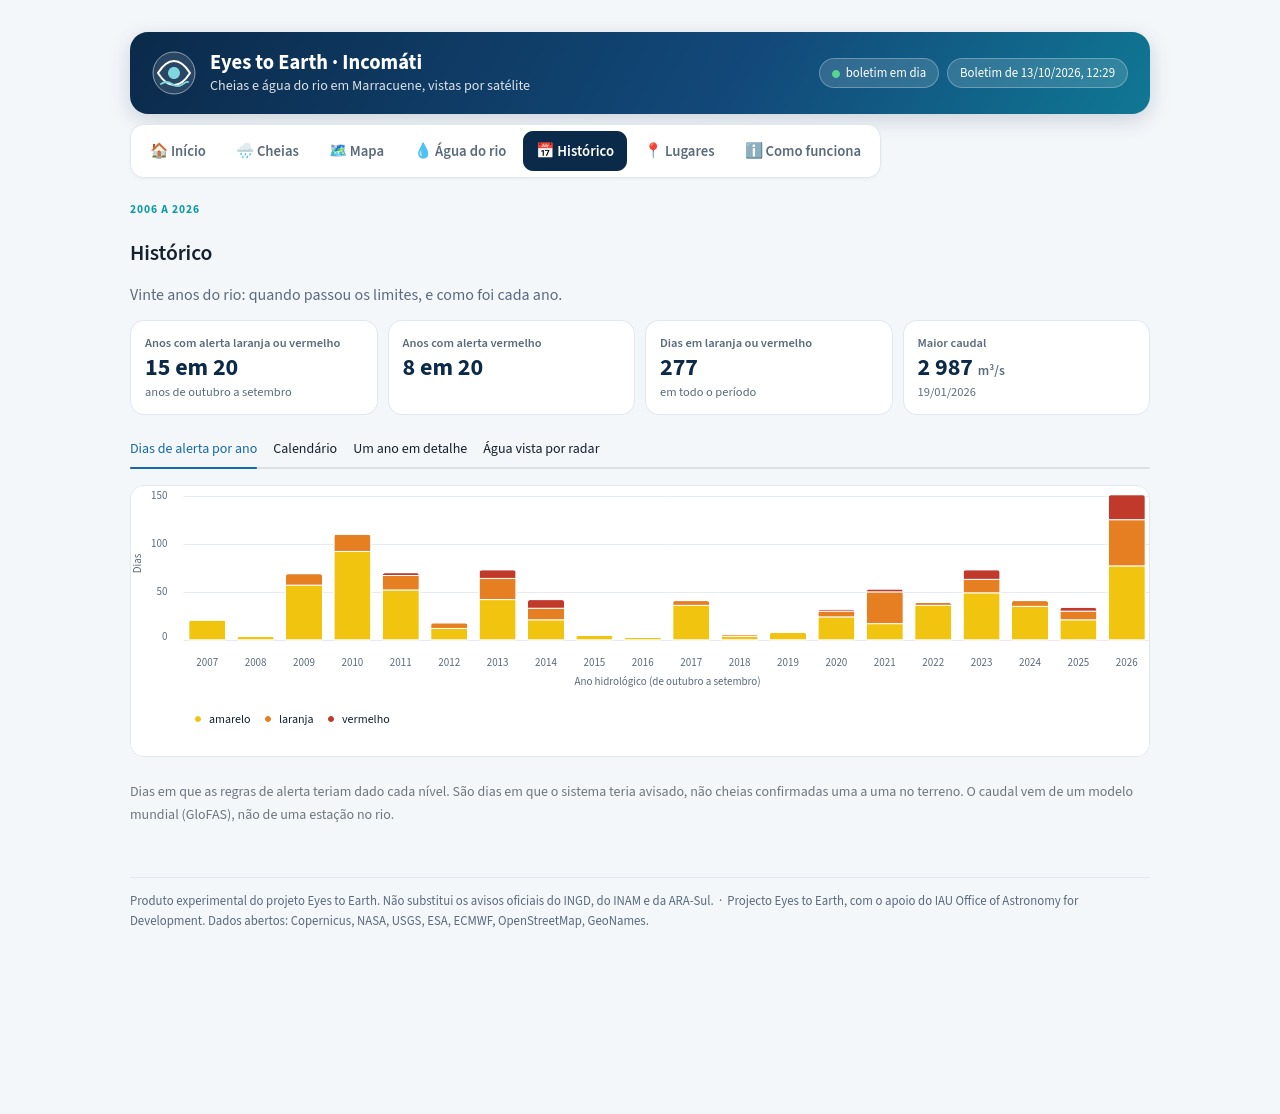 Eyes to Earth · Incomáti
Cheias e água do rio em Marracuene, vistas por satélite
boletim em dia
Boletim de 13/10/2026, 12:29
Início
Cheias
Mapa
Água do rio
Histórico
Lugares
Como funciona
2006 A 2026
Histórico
Vinte anos do rio: quando passou os limites, e como foi cada ano.
Anos com alerta laranja ou vermelho
15 em 20
anos de outubro a setembro
Anos com alerta vermelho
8 em 20
Dias em laranja ou vermelho
277
em todo o período
Maior caudal
2 987 m³/s
19/01/2026
Dias de alerta por ano
Calendário
Um ano em detalhe
Água vista por radar
150
100
50
0
Dias
2007 2008 2009 2010 2011 2012 2013 2014 2015 2016 2017 2018 2019 2020 2021 2022 2023 2024 2025 2026
Ano hidrológico (de outubro a setembro)
amarelo
laranja
vermelho
Dias em que as regras de alerta teriam dado cada nível. São dias em que o sistema teria avisado, não cheias confirmadas uma a uma no terreno. O caudal vem de um modelo
mundial (GloFAS), não de uma estação no rio.
Produto experimental do projeto Eyes to Earth. Não substitui os avisos oficiais do INGD, do INAM e da ARA-Sul. · Projecto Eyes to Earth, com o apoio do IAU Office of Astronomy for
Development. Dados abertos: Copernicus, NASA, USGS, ESA, ECMWF, OpenStreetMap, GeoNames.